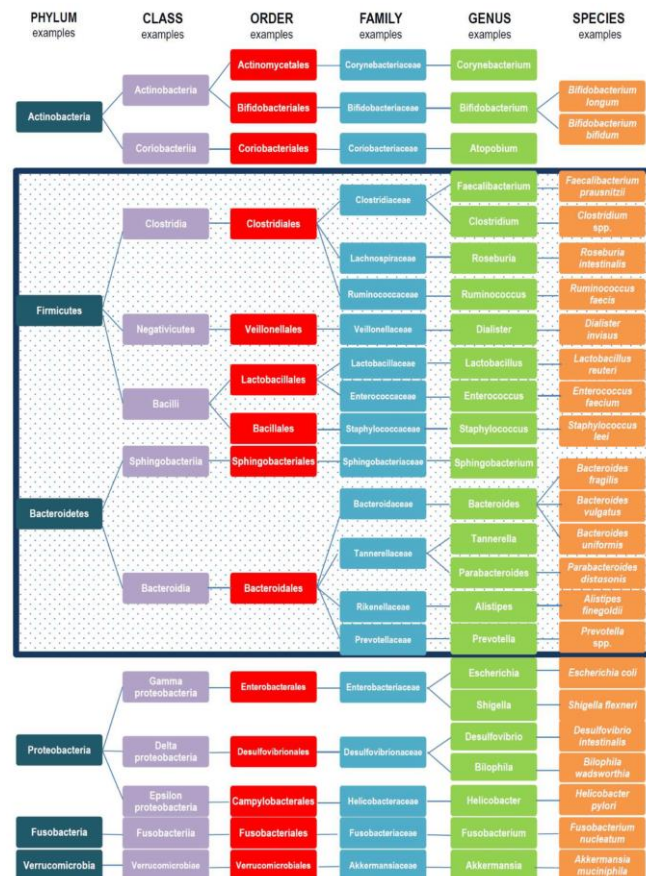 PHYLUM CLASS ORDER FAMILY GENUS SPECIES
examples examples examples examples examples examples
Actinomycetales Corynebacteriaceae Corynebacterium
Actinobacteria
Bifidobacteriales Bifidobacteriaceae Bifidobacterium
Bifidobacterium
longum
Bifidobacterium
bifidum
Actinobacteria
Coriobacteriia Coriobacteriales Coriobacteriaceae Atopobium
Faecalibacterium
Faecalibacterium
prausnitzii
Clostridiaceae
Clostridia Clostridiales
Clostridium
Clostridium
spp.
Lachnospiraceae Roseburia
Roseburia
intestinalis
Ruminococcaceae Ruminococcus
Ruminococcus
faecis
Firmicutes
Negativicutes Veillonellales Veillonellaceae Dialister
Dialister
invisus
Lactobacillaceae Lactobacillus
Lactobacillus
reuteri
Lactobacillales
Enterococcaceae Enterococcus
Enterococcus
faecium
Bacilli
Bacillales Staphylococcaceae Staphylococcus
Staphylococcus
leei
Sphingobacteriia Sphingobacteriales Sphingobacteriaceae Sphingobacterium
Bacteroides
fragilis
Bacteroidetes
Bacteroidaceae Bacteroides
Bacteroides
vulgatus
Bacteroides
uniformis
Tannerella
Tannerellaceae
Parabacteroides
Parabacteroides
distasonis
Bacteroidia Bacteroidales
Rikenellaceae Alistipes
Alistipes
finegoldii
Prevotellaceae Prevotella
Prevotella
spp.
Escherichia Escherichia coli
Gamma
proteobacteria
Enterobacterales Enterobacteriaceae
Shigella Shigella flexneri
Desulfovibrio
Desulfovibrio
intestinalis
Proteobacteria
Delta
proteobacteria
Desulfovibrionales Desulfovibrionaceae
Bilophila
Bilophila
wadsworthia
Epsilon
proteobacteria
Campylobacterales Helicobacteraceae Helicobacter
Helicobacter
pylori
Fusobacteria Fusobacteriia Fusobacteriales Fusobacteriaceae Fusobacterium
Fusobacterium
nucleatum
Verrucomicrobia Verrucomicrobiae Verrucomicrobiales Akkermansiaceae Akkermansia
Akkermansia
muciniphila